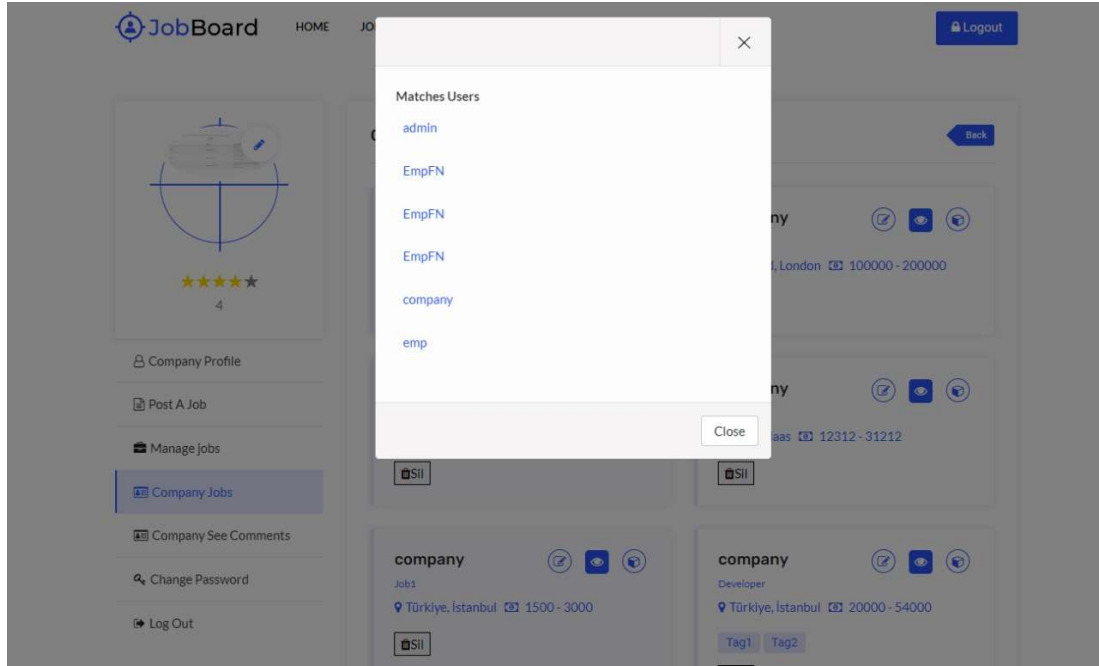 JobBoard
HOME
JO
Logout
Matches Users
admin
EmpFN
EmpFN
EmpFN
company
emp
Close
Back
4
Company Profile
Post A Job
Manage jobs
Company Jobs
Company See Comments
Change Password
Log Out
ny
, London 100000 - 200000
ny
aas 12312 - 31212
Sil
Sil
company
Job1
Türkiye, İstanbul 1500 - 3000
Sil
company
Developer
Türkiye, İstanbul 20000 - 54000
Tag1 Tag2